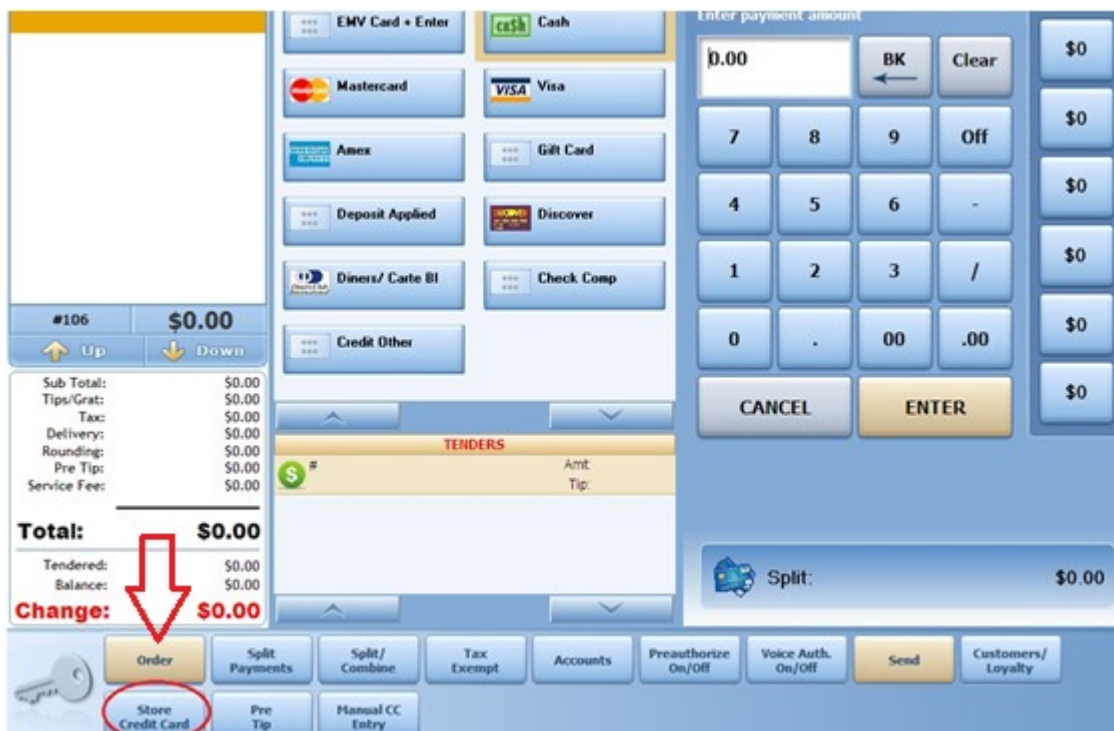 EMV Card + Enter
cash Cash
Mastercard
VISA Visa
Amex
Gift Card
Deposit Applied
DISCOVER Discover
Diners/ Carte Bl
Check Comp
Credit Other
#106 $0.00
Up Down
Sub Total: $0.00
Tips/Grat: $0.00
Tax: $0.00
Delivery: $0.00
Rounding: $0.00
Pre Tip: $0.00
Service Fee: $0.00
Total: $0.00
Tendered: $0.00
Balance: $0.00
Change: $0.00
TENDERS
$ # Amt:
Tip:
Enter payment amount
0.00 BK Clear
7 8 9 Off
4 5 6 -
1 2 3 /
0 . 00 .00
CANCEL ENTER
$0
$0
$0
$0
$0
$0
Split: $0.00
Order
Split
Payments
Split/
Combine
Tax
Exempt
Accounts
Preauthorize
On/Off
Voice Auth.
On/Off
Send
Customers/
Loyalty
Store
Credit Card
Pre
Tip
Manual CC
Entry